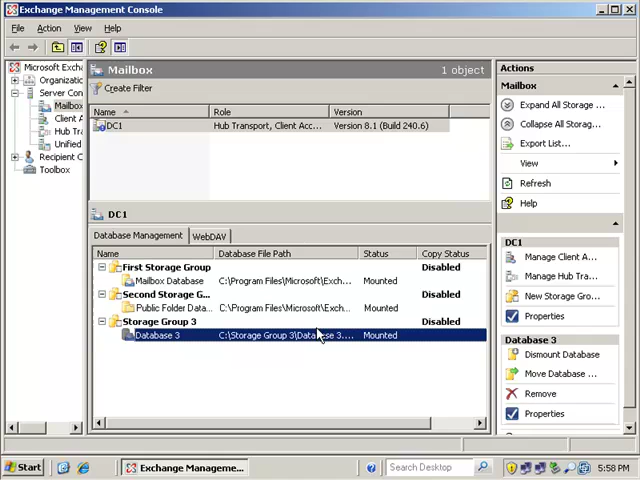 Exchange Management Console
File Action View Help
Microsoft Exch
Organizatio
Server Con
Mailbox
Client A
Hub Tra
Unified
Recipient C
Toolbox
Mailbox 1 object
Create Filter
Name Role Version
DC1 Hub Transport, Client Acc... Version 8.1 (Build 240.6)
DC1
Database Management WebDAV
Name Database File Path Status Copy Status
First Storage Group Disabled
Mailbox Database C:\Program Files\Microsoft\Exch... Mounted
Second Storage G... Disabled
Public Folder Data... C:\Program Files\Microsoft\Exch... Mounted
Storage Group 3 Disabled
Database 3 C:\Storage Group 3\Database 3.... Mounted
Actions
Mailbox
Expand All Storage ...
Collapse All Storag...
Export List...
View
Refresh
Help
DC1
Manage Client A...
Manage Hub Tra...
New Storage Gro...
Properties
Database 3
Dismount Database
Move Database ...
Remove
Properties
Start Exchange Manageme... Search Desktop 5:58 PM